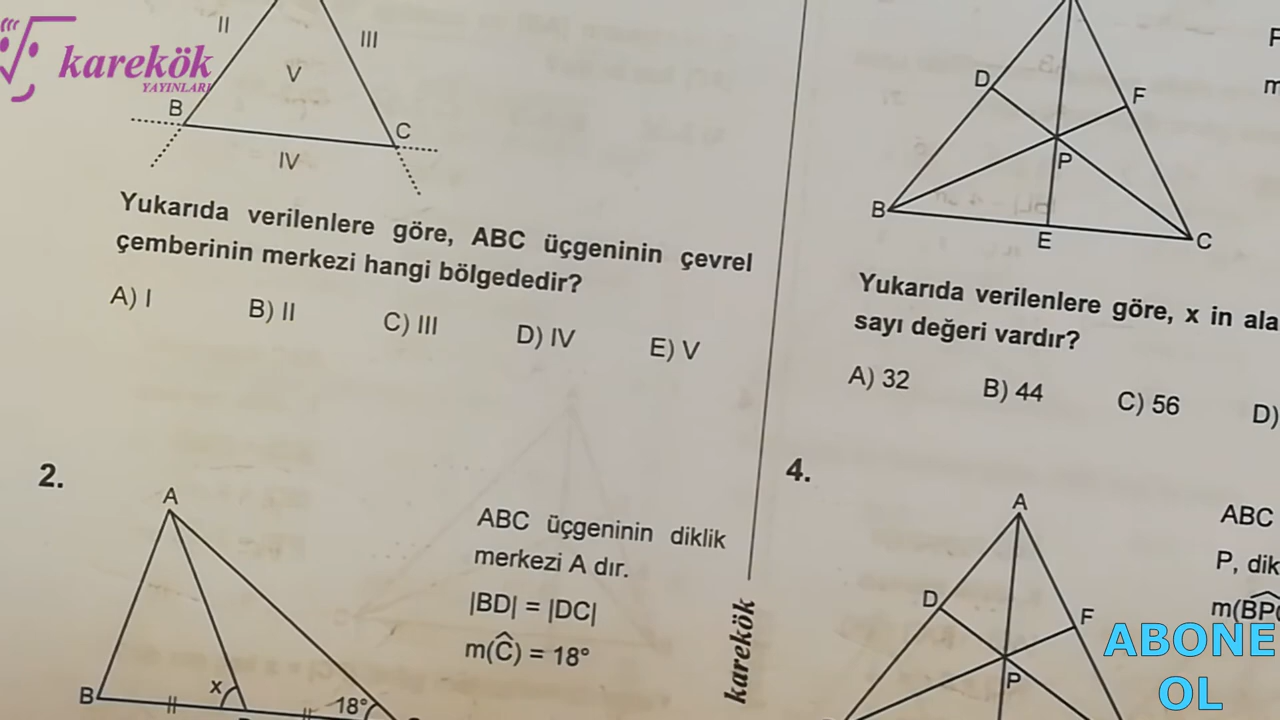 karekök
YAYINLARI
II
III
V
B
C
IV
Yukarıda verilenlere göre, ABC üçgeninin çevrel
çemberinin merkezi hangi bölgededir?
A) I B) II C) III D) IV E) V
D
F
P
B
E
C
Yukarıda verilenlere göre, x in
sayı değeri vardır?
A) 32 B) 44 C) 56 D)
2.
A
B
x
18°
ABC üçgeninin diklik
merkezi A dır.
|BD| = |DC|
m(Ĉ) = 18°
karekök
4.
A
D
F
P
ABC
P,
ABONE
OL